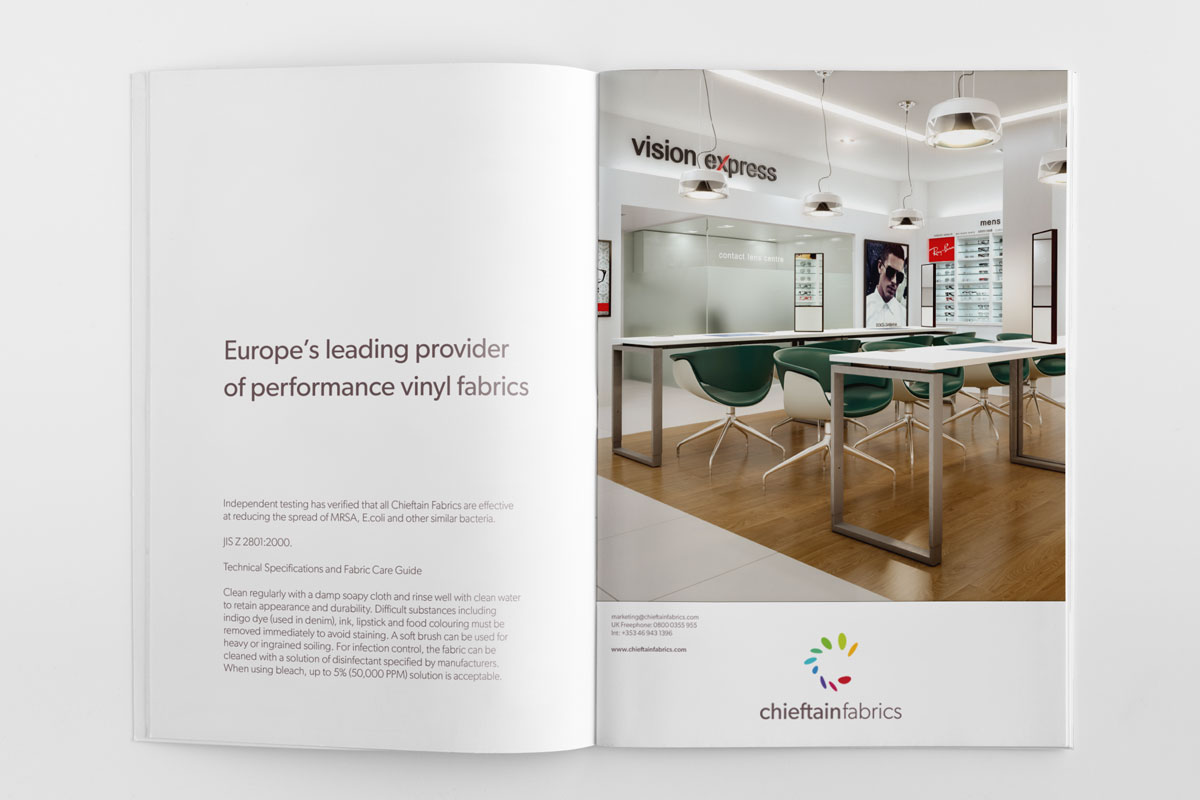 Europe's leading provider
of performance vinyl fabrics
Independent testing has verified that all Chieftain Fabrics are effective
at reducing the spread of MRSA, E.coli and other similar bacteria.
JIS Z 2801:2000.
Technical Specifications and Fabric Care Guide
Clean regularly with a damp soapy cloth and rinse well with clean water
to retain appearance and durability. Difficult substances including
indigo dye (used in denim), ink, lipstick and food colouring must be
removed immediately to avoid staining. A soft brush can be used for
heavy or ingrained soiling. For infection control, the fabric can be
cleaned with a solution of disinfectant specified by manufacturers.
When using bleach, up to 5% (50,000 PPM) solution is acceptable.
vision express
contact lens centre
mens
Ray-Ban
marketing@chieftainfabrics.com
UK Freephone: 0800 0355 955
Int: +353 46 943 1396
www.chieftainfabrics.com
chieftainfabrics